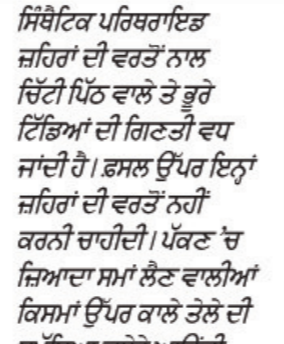 ਸਿੰਥੈਟਿਕ ਪਰਿਥਰਾਇਡ
ਜ਼ਹਿਰਾਂ ਦੀ ਵਰਤੋਂ ਨਾਲ
ਚਿੱਟੀ ਪਿੱਠ ਵਾਲੇ ਤੇ ਭੂਰੇ
ਟਿੱਡਿਆਂ ਦੀ ਗਿਣਤੀ ਵਧ
ਜਾਂਦੀ ਹੈ। ਫ਼ਸਲ ਉੱਪਰ ਇਨ੍ਹਾਂ
ਜ਼ਹਿਰਾਂ ਦੀ ਵਰਤੋਂ ਨਹੀਂ
ਕਰਨੀ ਚਾਹੀਦੀ। ਪੱਕਣ 'ਚ
ਜ਼ਿਆਦਾ ਸਮਾਂ ਲੈਣ ਵਾਲੀਆਂ
ਕਿਸਮਾਂ ਉੱਪਰ ਕਾਲੇ ਤੇਲੇ ਦੀ